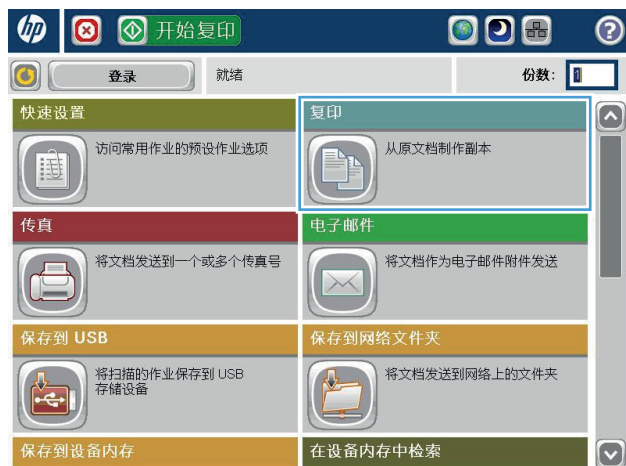 hp
开始复印
?
登录
就绪
份数:
1
快速设置
访问常用作业的预设作业选项
复印
从原文档制作副本
传真
将文档发送到一个或多个传真号
电子邮件
将文档作为电子邮件附件发送
保存到 USB
将扫描的作业保存到 USB
存储设备
保存到网络文件夹
将文档发送到网络上的文件夹
保存到设备内存
在设备内存中检索